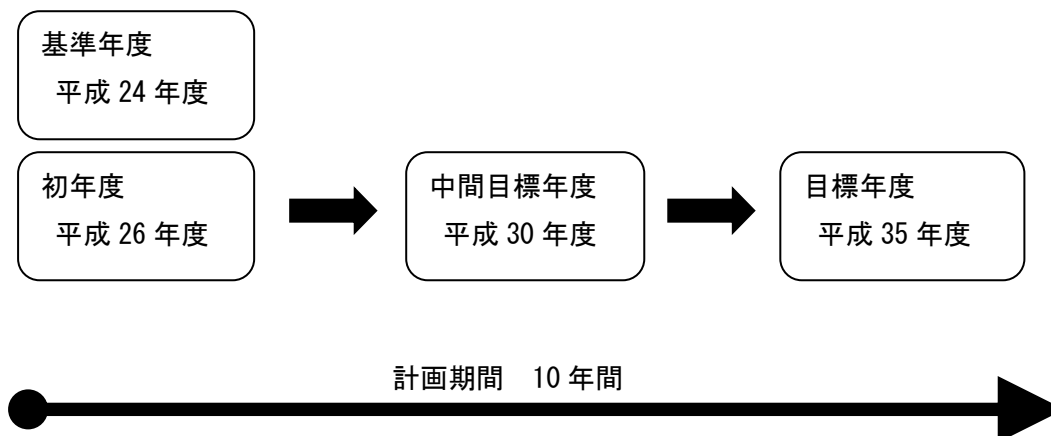 基準年度
平成 24 年度
初年度
平成 26 年度
中間目標年度
平成 30 年度
目標年度
平成 35 年度
計画期間　10 年間